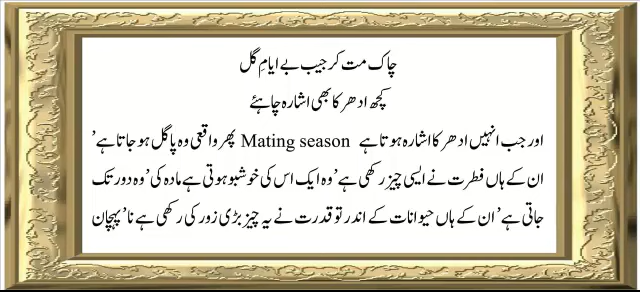 چاک مت کر جیب بے ایامِ گل
کچھ ادھر کا بھی اشارہ چاہئے
اور جب انہیں ادھر کا اشارہ ہوتا ہے Mating season پھر واقعی وہ پاگل ہو جاتا ہے'
ان کے ہاں فطرت نے ایسی چیز رکھی ہے' وہ ایک اس کی خوشبو ہوتی ہے مادہ کی' وہ دور تک
جاتی ہے' ان کے ہاں حیوانات کے اندر تو قدرت نے یہ چیز بڑی زور کی رکھی ہے نا' پہچان